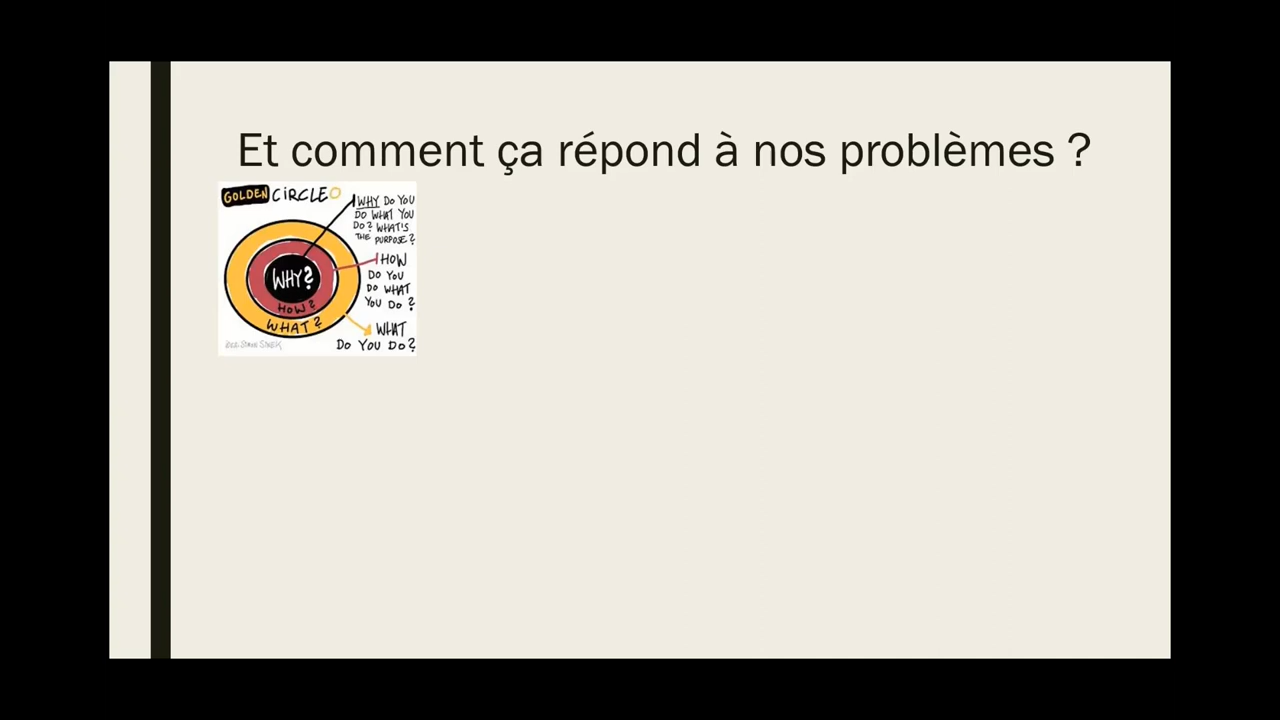 Et comment ça répond à nos problèmes ?
GOLDEN CIRCLE
WHY DO YOU
DO WHAT YOU
DO? WHAT'S
THE PURPOSE?
HOW
DO YOU
DO WHAT
YOU DO?
WHAT
DO YOU DO?
WHY?
HOW?
WHAT?